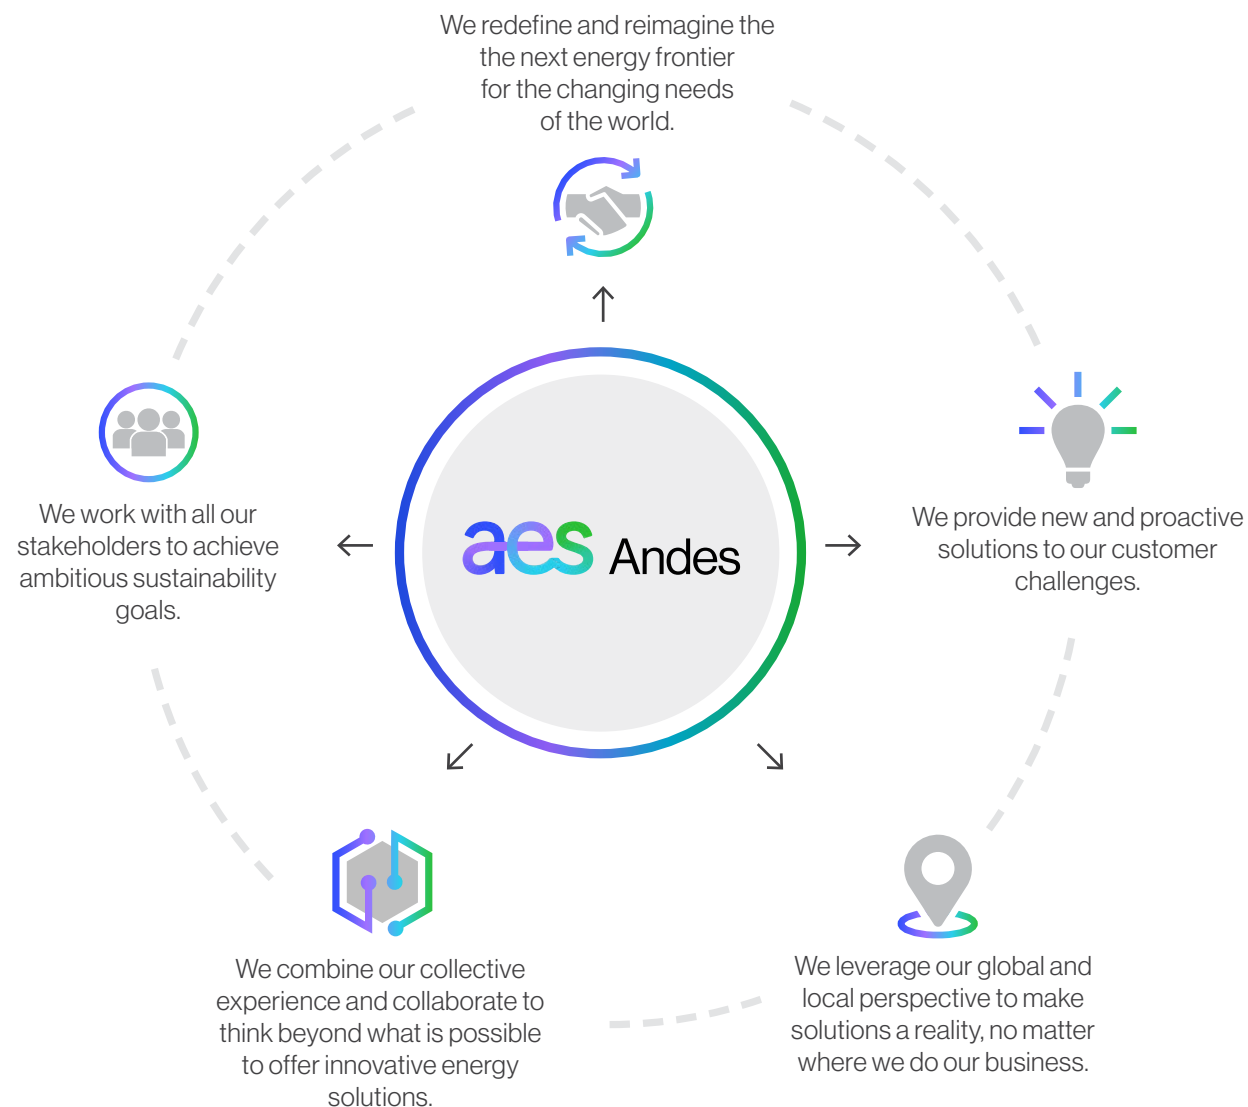 We redefine and reimagine the
the next energy frontier
for the changing needs
of the world.
We work with all our
stakeholders to achieve
ambitious sustainability
goals.
aes Andes
We provide new and proactive
solutions to our customer
challenges.
We combine our collective
experience and collaborate to
think beyond what is possible
to offer innovative energy
solutions.
We leverage our global and
local perspective to make
solutions a reality, no matter
where we do our business.